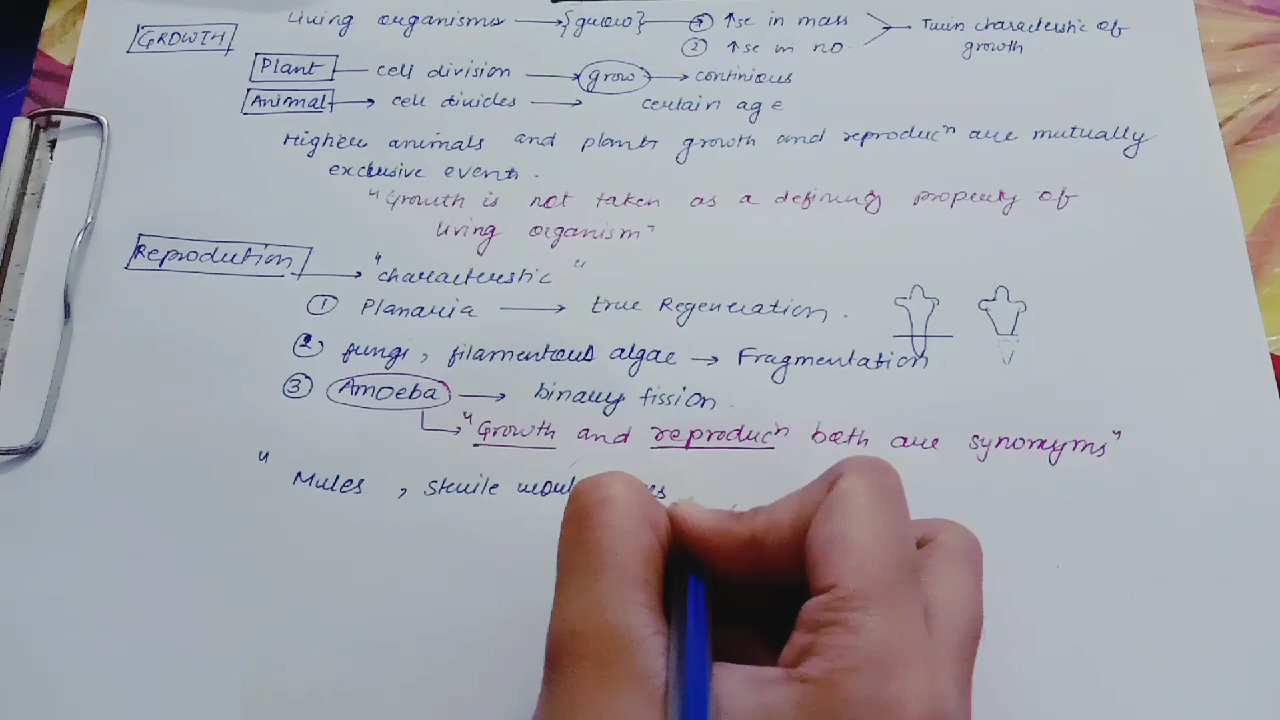 Living organisms → {grow} → ① ↑se in mass
② ↑se in no. → Twin characteristic of growth
GROWTH
Plant — cell division → grow → continious
Animal → cell divides → certain age
Higher animals and plants growth and reproducⁿ are mutually
exclusive events.
"Growth is not taken as a defining property of
living organism"
Reprodution → "characterstic"
① Planaria → true Regeneration.
② fungi, filamentous algae → Fragmentation
③ Amoeba → binary fission
"Growth and reproducⁿ both are synonyms"
" Mules, sterile